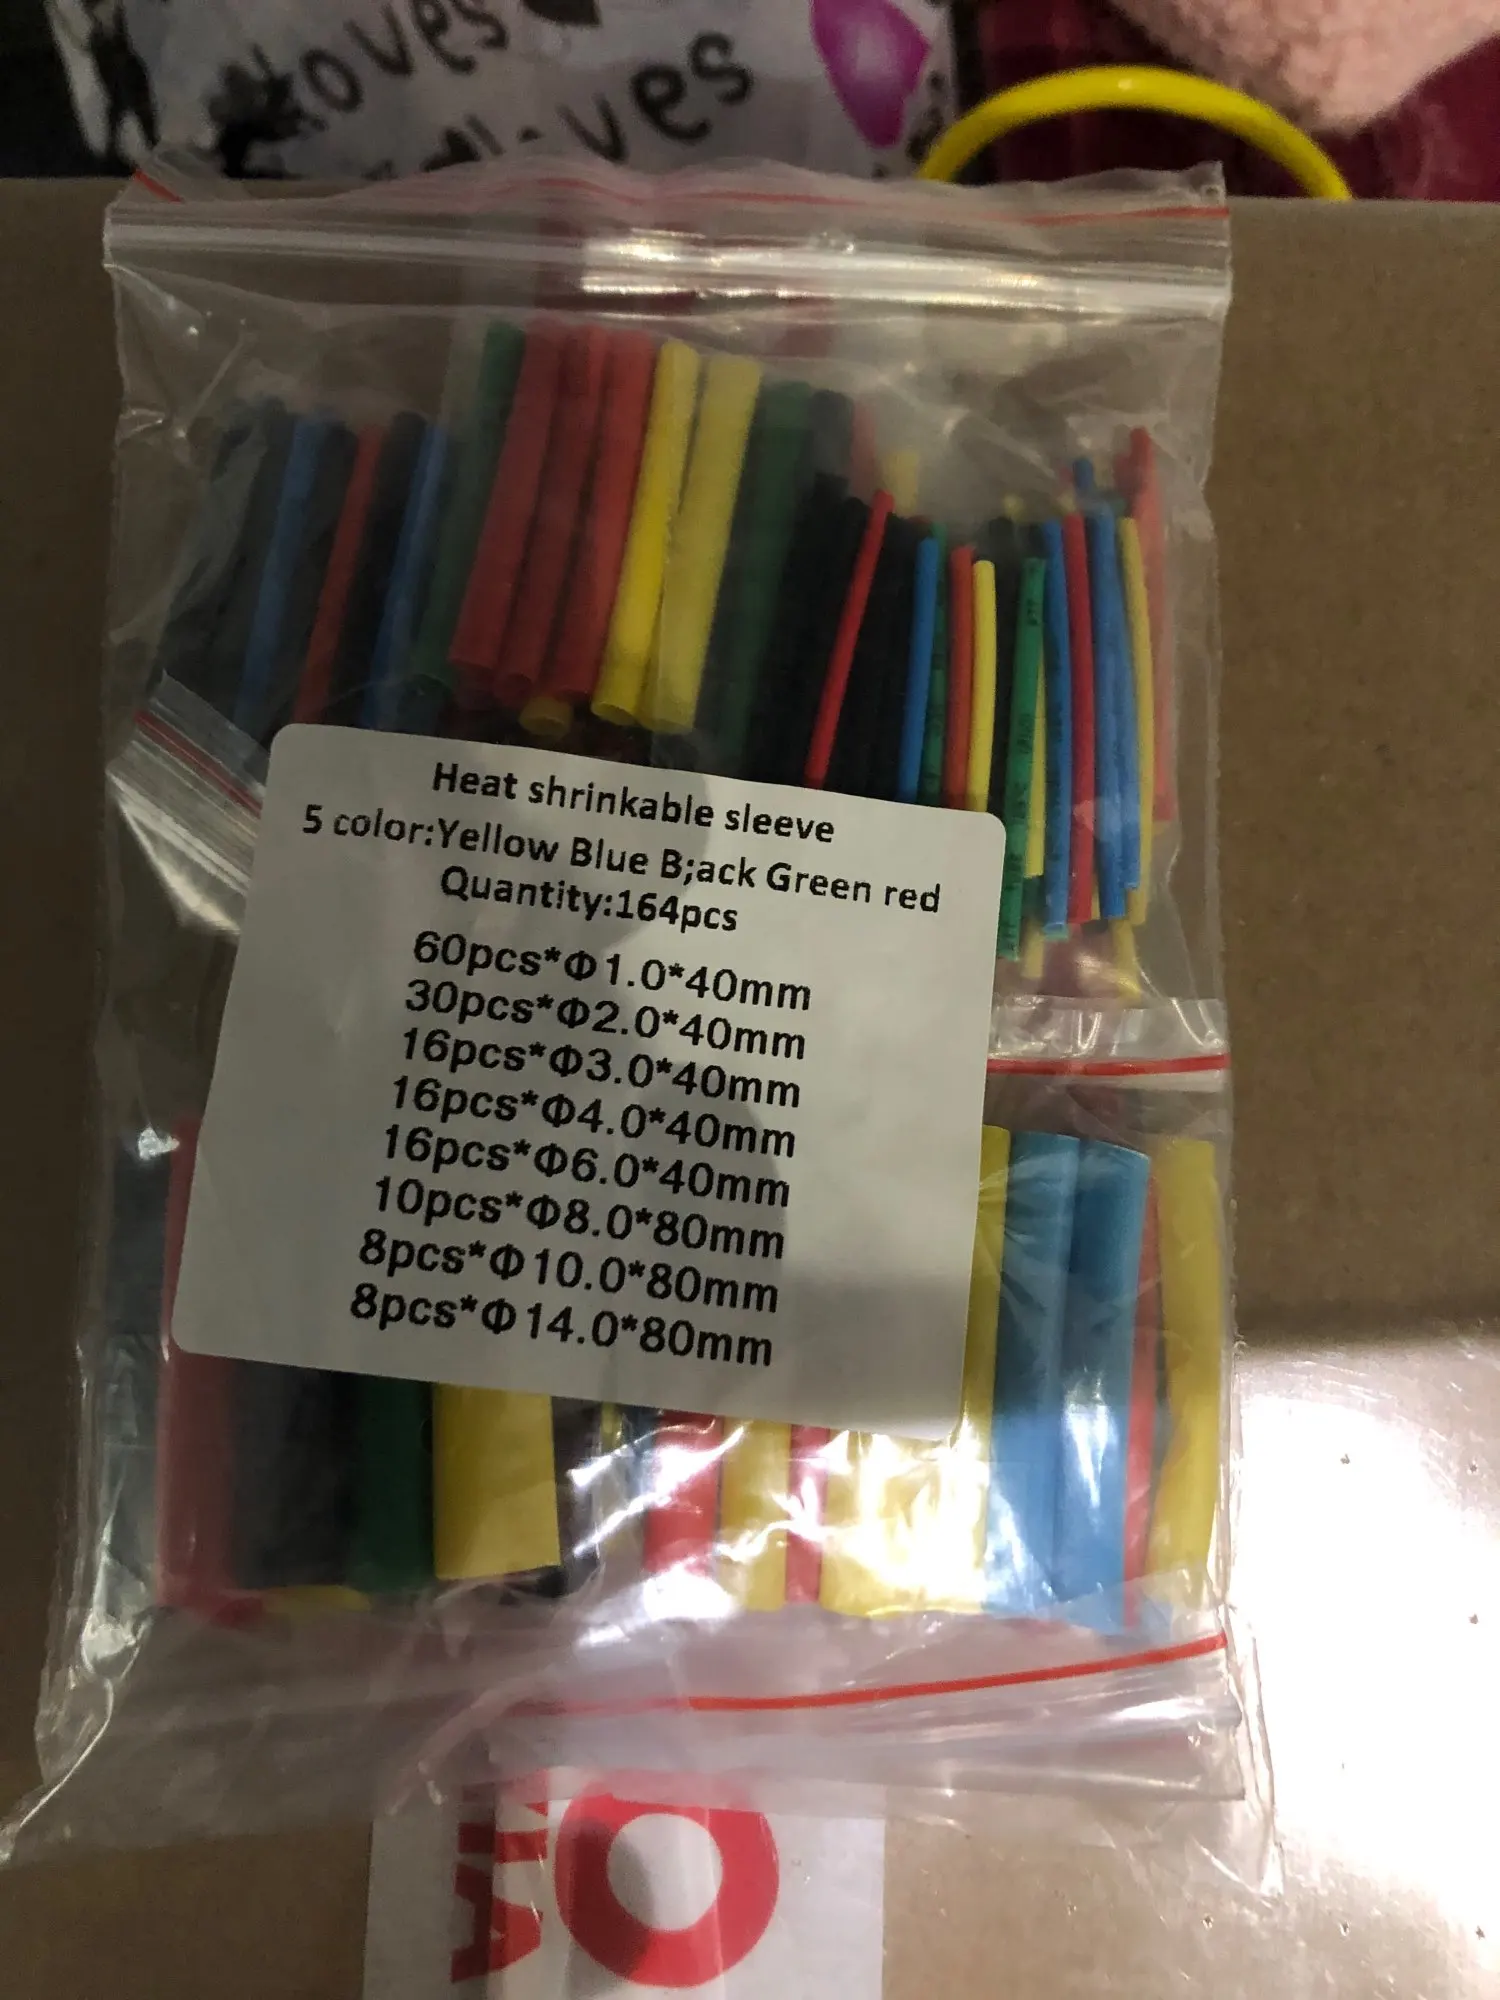 oves
ves
Heat shrinkable sleeve
5 color:Yellow Blue B;ack Green red
Quantity:164pcs
60pcs*Φ1.0*40mm
30pcs*Φ2.0*40mm
16pcs*Φ3.0*40mm
16pcs*Φ4.0*40mm
16pcs*Φ6.0*40mm
10pcs*Φ8.0*80mm
8pcs*Φ10.0*80mm
8pcs*Φ14.0*80mm